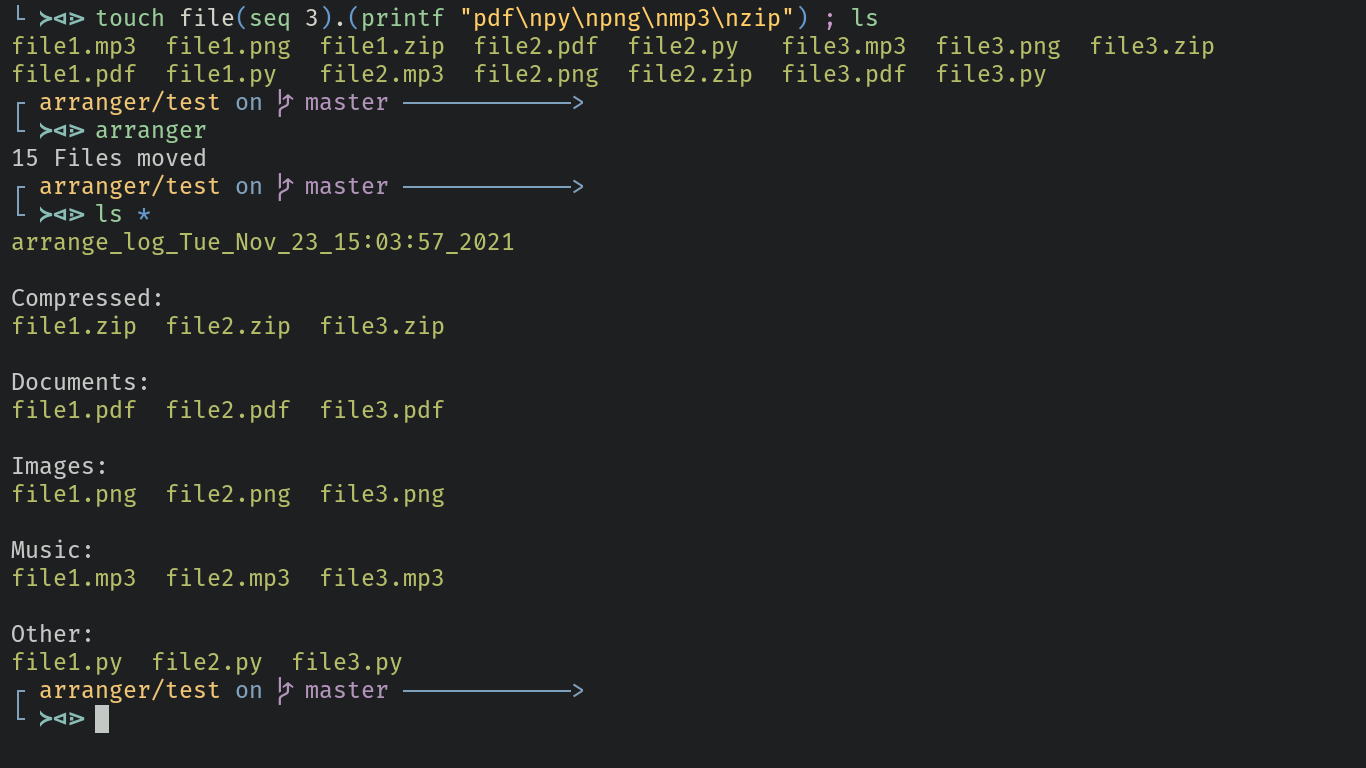 └ ≻⋖⋗ touch file(seq 3).(printf "pdf\npy\npng\nmp3\nzip") ; ls
file1.mp3  file1.png  file1.zip  file2.pdf  file2.py   file3.mp3  file3.png  file3.zip
file1.pdf  file1.py   file2.mp3  file2.png  file2.zip  file3.pdf  file3.py
┌ arranger/test on master ────────────>
└ ≻⋖⋗ arranger
15 Files moved
┌ arranger/test on master ────────────>
└ ≻⋖⋗ ls *
arrange_log_Tue_Nov_23_15:03:57_2021

Compressed:
file1.zip  file2.zip  file3.zip

Documents:
file1.pdf  file2.pdf  file3.pdf

Images:
file1.png  file2.png  file3.png

Music:
file1.mp3  file2.mp3  file3.mp3

Other:
file1.py  file2.py  file3.py
┌ arranger/test on master ────────────>
└ ≻⋖⋗